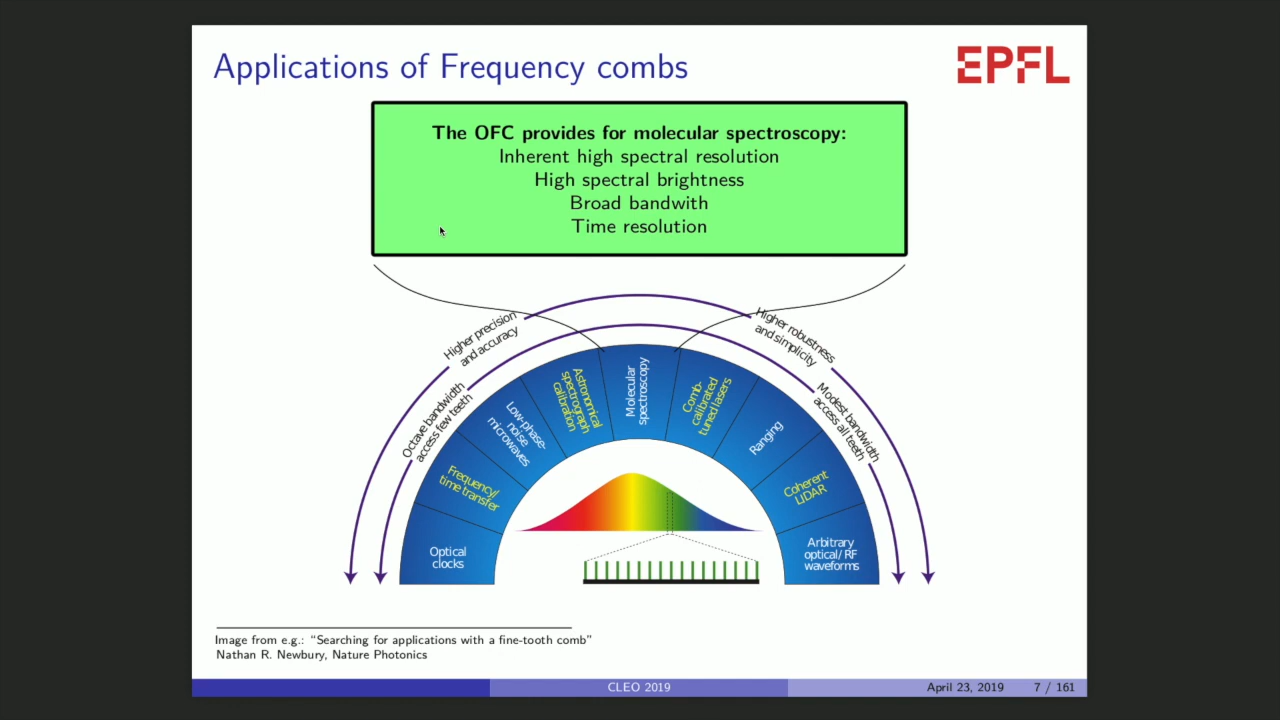 Applications of Frequency combs
EPFL
The OFC provides for molecular spectroscopy:
Inherent high spectral resolution
High spectral brightness
Broad bandwith
Time resolution
Higher precision
and accuracy
Higher robustness
and simplicity
Octave bandwidth
access few teeth
Modest bandwidth
access all teeth
Optical
clocks
Frequency/
time transfer
Low-phase-
noise
microwaves
Astronomical
spectrograph
calibration
Molecular
spectroscopy
Comb-
calibrated
tuned lasers
Ranging
Coherent
LIDAR
Arbitrary
optical/RF
waveforms
Image from e.g.: “Searching for applications with a fine-tooth comb”
Nathan R. Newbury, Nature Photonics
CLEO 2019
April 23, 2019
7 / 161